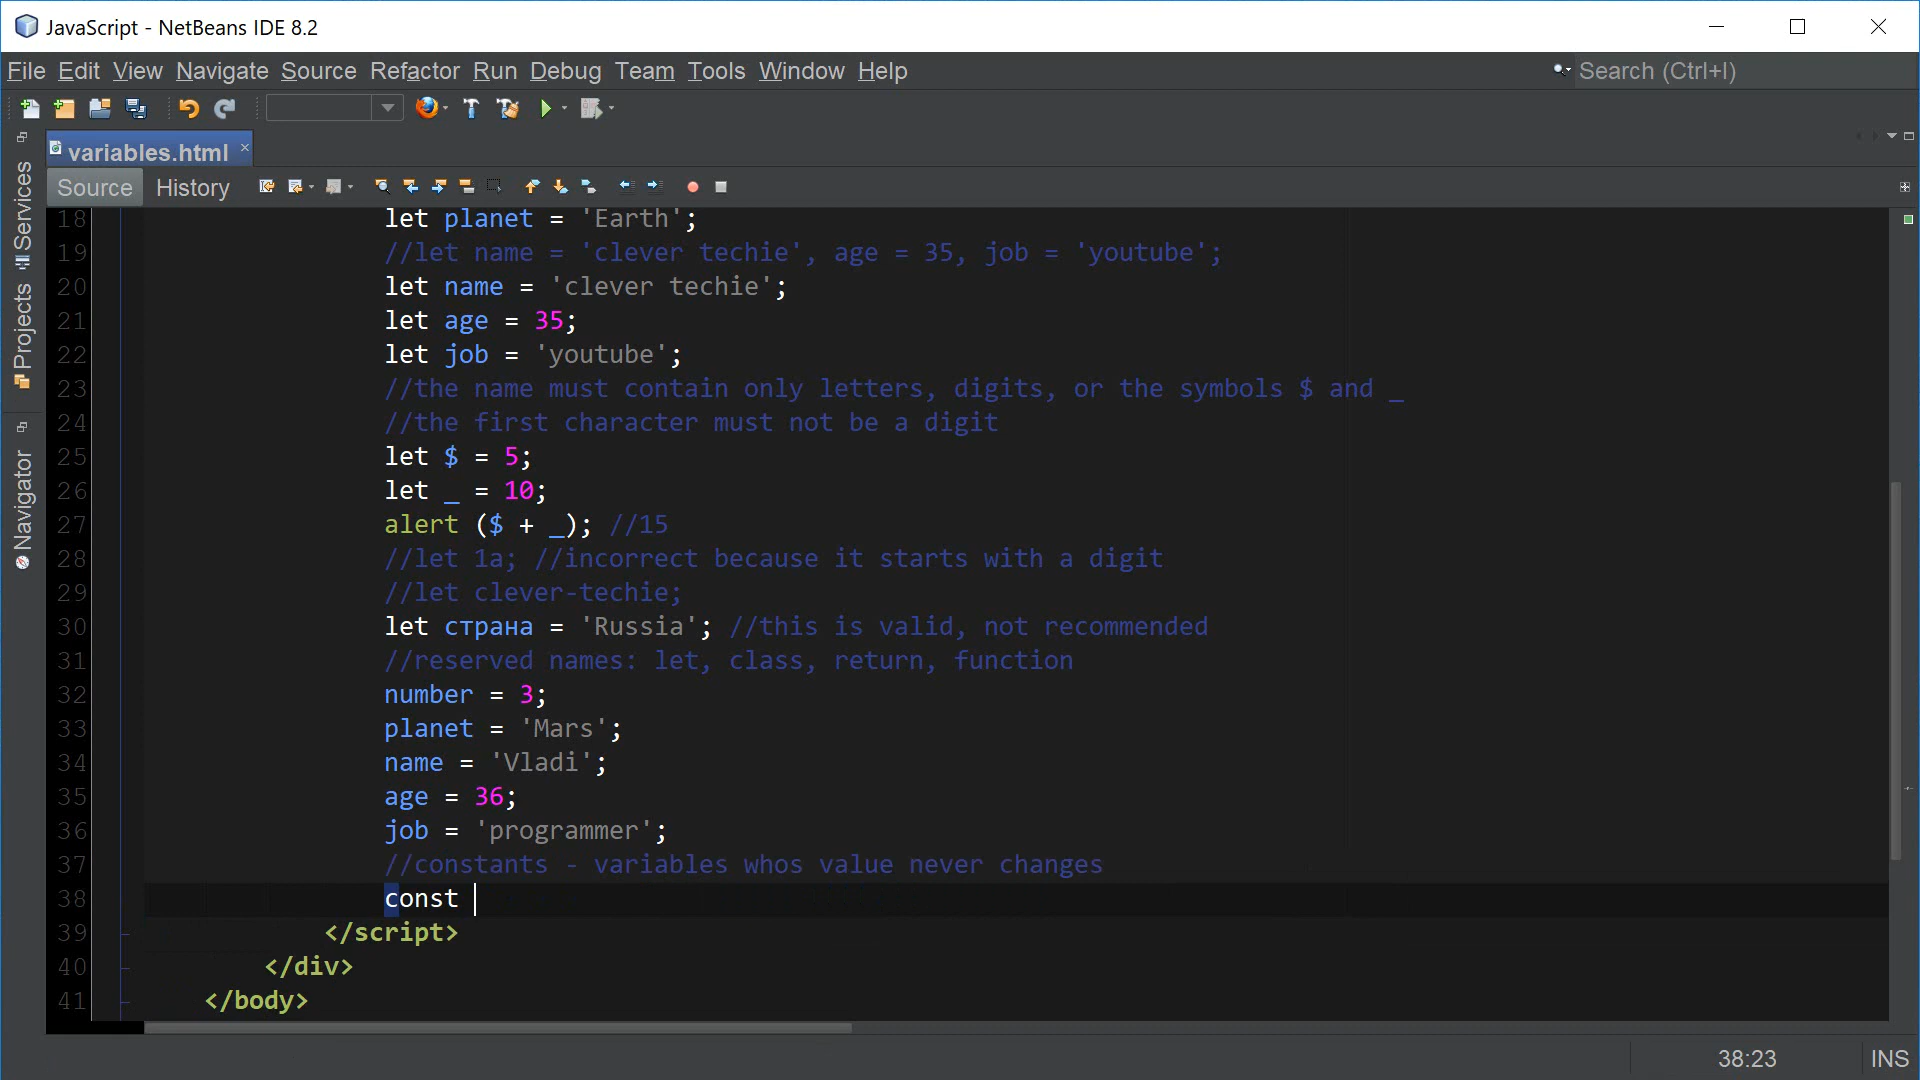 JavaScript - NetBeans IDE 8.2
File Edit View Navigate Source Refactor Run Debug Team Tools Window Help
Search (Ctrl+I)
variables.html
Source History
Services
Projects
Navigator
18 let planet = 'Earth';
19 //let name = 'clever techie', age = 35, job = 'youtube';
20 let name = 'clever techie';
21 let age = 35;
22 let job = 'youtube';
23 //the name must contain only letters, digits, or the symbols $ and _
24 //the first character must not be a digit
25 let $ = 5;
26 let _ = 10;
27 alert ($ + _); //15
28 //let 1a; //incorrect because it starts with a digit
29 //let clever-techie;
30 let страна = 'Russia'; //this is valid, not recommended
31 //reserved names: let, class, return, function
32 number = 3;
33 planet = 'Mars';
34 name = 'Vladi';
35 age = 36;
36 job = 'programmer';
37 //constants - variables whos value never changes
38 const
39 </script>
40 </div>
41 </body>
38:23 INS